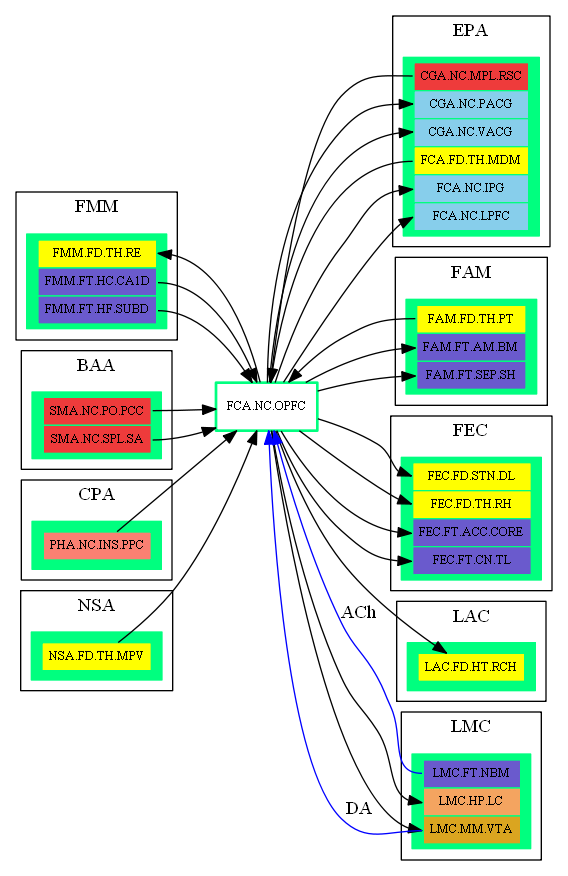 EPA
CGA.NC.MPL.RSC
CGA.NC.PACG
CGA.NC.VACG
FCA.FD.TH.MDM
FCA.NC.IPG
FCA.NC.LPFC
FMM
FMM.FD.TH.RE
FMM.FT.HC.CA1D
FMM.FT.HF.SUBD
FAM
FAM.FD.TH.PT
FAM.FT.AM.BM
FAM.FT.SEP.SH
BAA
SMA.NC.PO.PCC
SMA.NC.SPL.SA
FCA.NC.OPFC
FEC
FEC.FD.STN.DL
FEC.FD.TH.RH
FEC.FT.ACC.CORE
FEC.FT.CN.TL
CPA
PHA.NC.INS.PPC
NSA
NSA.FD.TH.MPV
ACh
LAC
LAC.FD.HT.RCH
LMC
LMC.FT.NBM
LMC.HP.LC
LMC.MM.VTA
DA